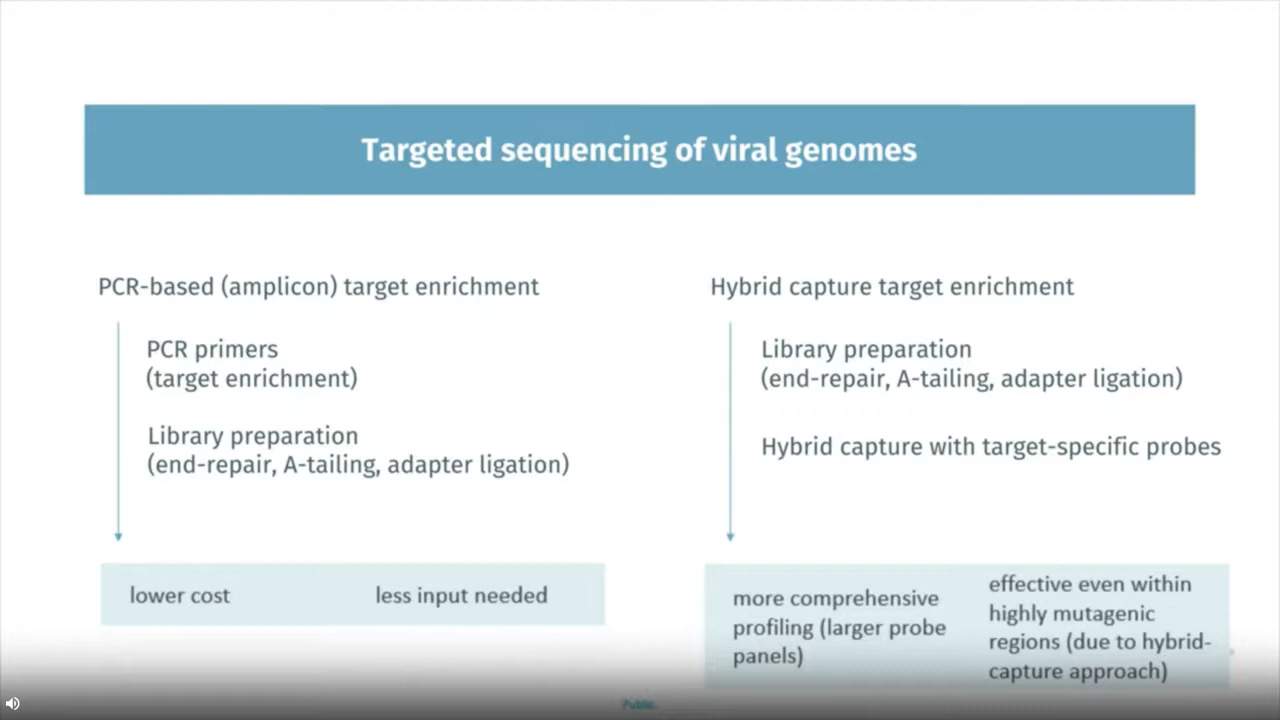 Targeted sequencing of viral genomes
PCR-based (amplicon) target enrichment
PCR primers
(target enrichment)
Library preparation
(end-repair, A-tailing, adapter ligation)
lower cost
less input needed
Hybrid capture target enrichment
Library preparation
(end-repair, A-tailing, adapter ligation)
Hybrid capture with target-specific probes
more comprehensive
profiling (larger probe
panels)
effective even within
highly mutagenic
regions (due to hybrid-
capture approach)
Public